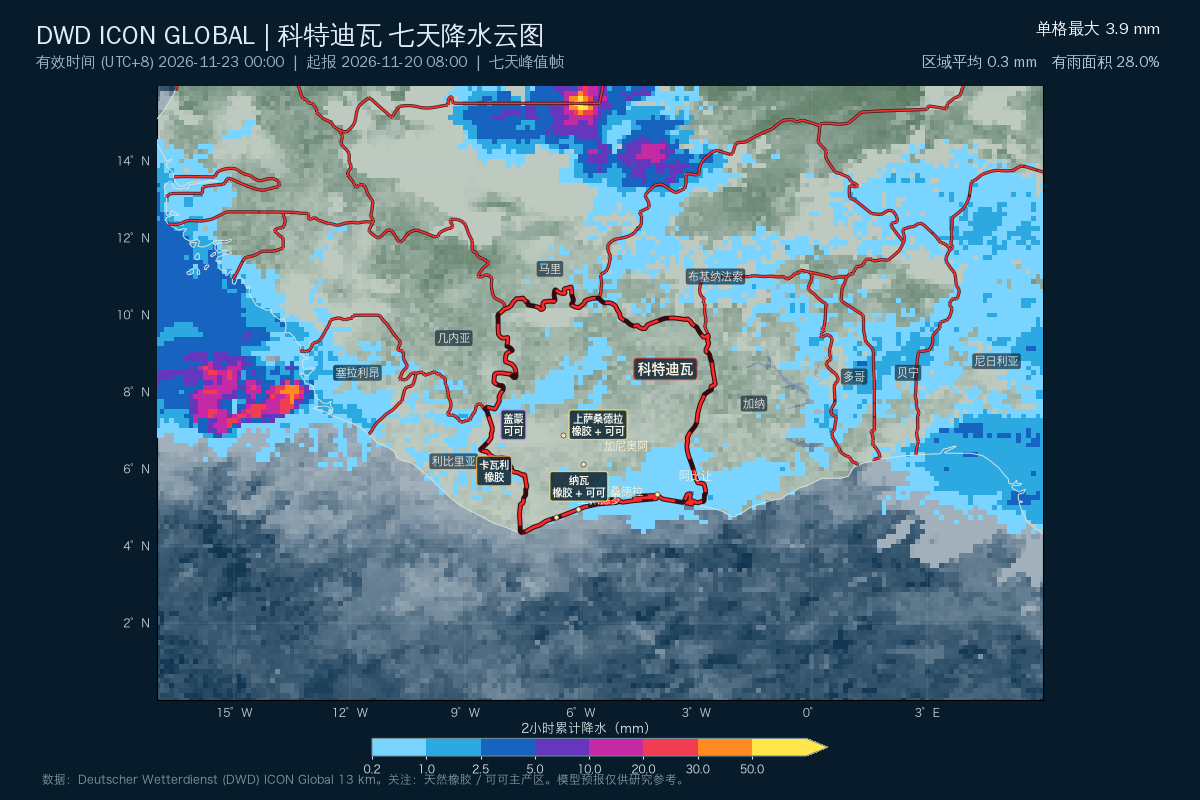 DWD ICON GLOBAL | 科特迪瓦 七天降水云图
单格最大 3.9 mm
有效时间 (UTC+8) 2026-11-23 00:00 | 起报 2026-11-20 08:00 | 七天峰值帧
区域平均 0.3 mm 有雨面积 28.0%
14° N
12° N
10° N
8° N
6° N
4° N
2° N
马里
布基纳法索
几内亚
塞拉利昂
科特迪瓦
多哥
贝宁
尼日利亚
加纳
盖蒙
可可
上萨桑德拉
橡胶 + 可可
加尼奥阿
利比里亚
卡瓦利
橡胶
纳瓦
橡胶 + 可可
桑德拉
15° W
12° W
9° W
6° W
3° W
0°
3° E
2小时累计降水（mm）
0.2
1.0
2.5
5.0
10.0
20.0
30.0
50.0
数据：Deutscher Wetterdienst (DWD) ICON Global 13 km。关注：天然橡胶 / 可可主产区。模型预报仅供研究参考。